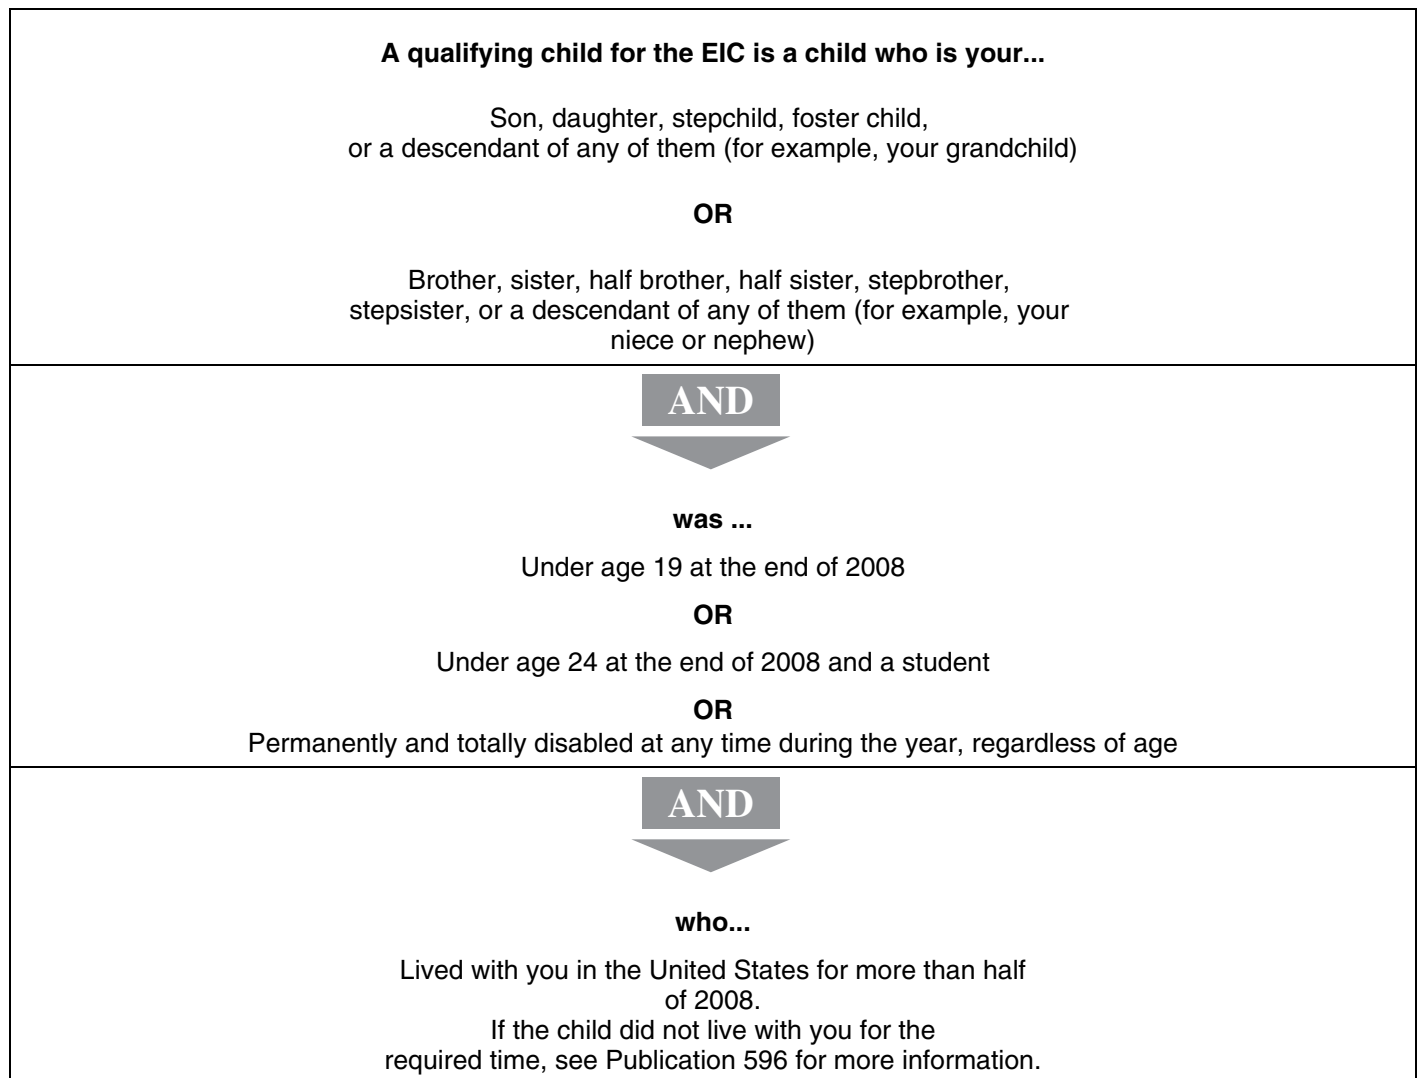 A qualifying child for the EIC is a child who is your...
Son, daughter, stepchild, foster child,
or a descendant of any of them (for example, your grandchild)
OR
Brother, sister, half brother, half sister, stepbrother,
stepsister, or a descendant of any of them (for example, your
niece or nephew)
AND
was ...
Under age 19 at the end of 2008
OR
Under age 24 at the end of 2008 and a student
OR
Permanently and totally disabled at any time during the year, regardless of age
AND
who...
Lived with you in the United States for more than half
of 2008.
If the child did not live with you for the
required time, see Publication 596 for more information.